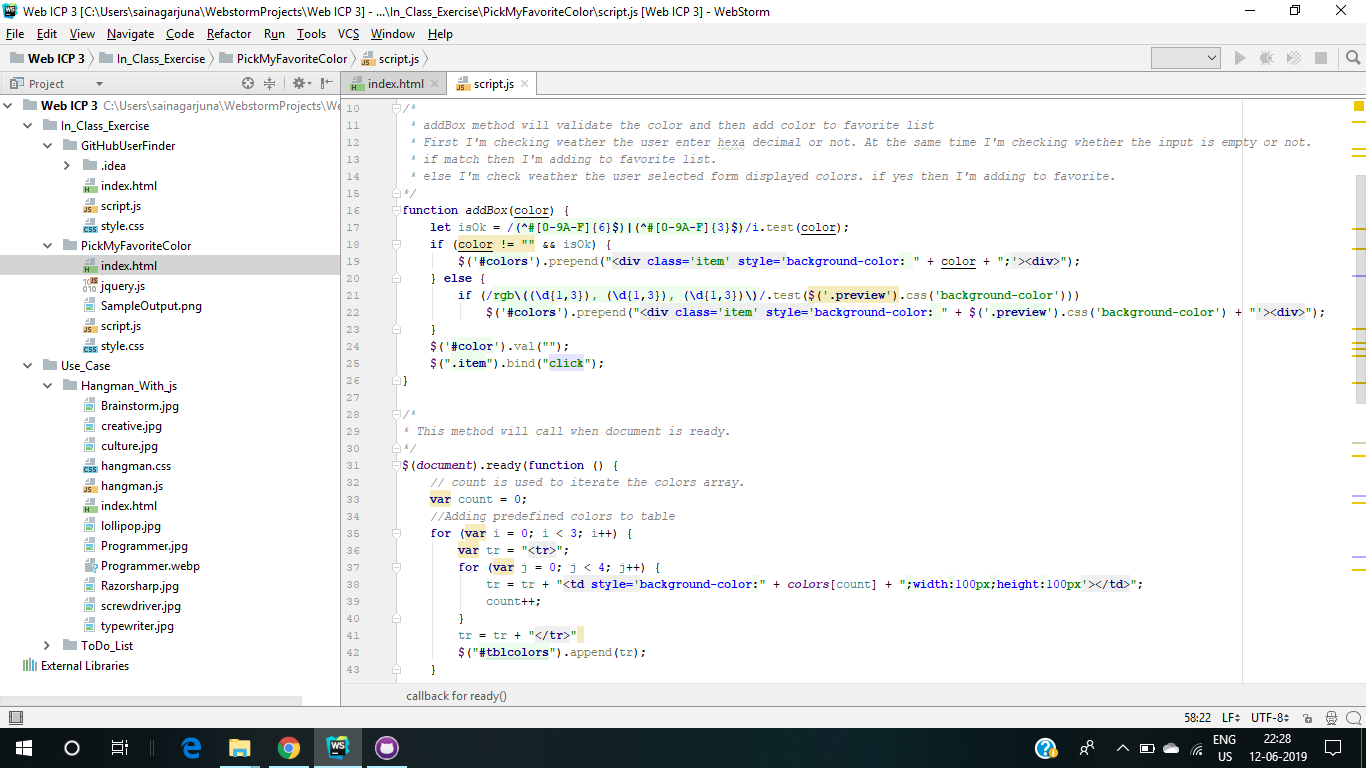 Web ICP 3 [C:\Users\sainagarjuna\WebstormProjects\Web ICP 3] - ...\In_Class_Exercise\PickMyFavoriteColor\script.js [Web ICP 3] - WebStorm
File Edit View Navigate Code Refactor Run Tools VCS Window Help
Web ICP 3 In_Class_Exercise PickMyFavoriteColor script.js
Project
index.html script.js
Web ICP 3 C:\Users\sainagarjuna\WebstormProjects\We
In_Class_Exercise
GitHubUserFinder
.idea
index.html
script.js
style.css
PickMyFavoriteColor
index.html
jquery.js
SampleOutput.png
script.js
style.css
Use_Case
Hangman_With_js
Brainstorm.jpg
creative.jpg
culture.jpg
hangman.css
hangman.js
index.html
lollipop.jpg
Programmer.jpg
Programmer.webp
Razorsharp.jpg
screwdriver.jpg
typewriter.jpg
ToDo_List
External Libraries
10 /*
11 * addBox method will validate the color and then add color to favorite list
12 * First I'm checking weather the user enter hexa decimal or not. At the same time I'm checking whether the input is empty or not.
13 * if match then I'm adding to favorite list.
14 * else I'm check weather the user selected form displayed colors. if yes then I'm adding to favorite.
15 */
16 function addBox(color) {
17 let isOk = /(^#[0-9A-F]{6}$)|(^#[0-9A-F]{3}$)/i.test(color);
18 if (color != "" && isOk) {
19 $('#colors').prepend("<div class='item' style='background-color: " + color + ";'><div>");
20 } else {
21 if (/rgb\((\d{1,3}), (\d{1,3}), (\d{1,3})\)/.test($('.preview').css('background-color')))
22 $('#colors').prepend("<div class='item' style='background-color: " + $('.preview').css('background-color') + "'><div>");
23 }
24 $('#color').val("");
25 $(".item").bind("click");
26 }
27
28 /*
29 * This method will call when document is ready.
30 */
31 $(document).ready(function () {
32 // count is used to iterate the colors array.
33 var count = 0;
34 //Adding predefined colors to table
35 for (var i = 0; i < 3; i++) {
36 var tr = "<tr>";
37 for (var j = 0; j < 4; j++) {
38 tr = tr + "<td style='background-color:" + colors[count] + ";width:100px;height:100px'></td>";
39 count++;
40 }
41 tr = tr + "</tr>"
42 $("#tblcolors").append(tr);
43 }
callback for ready()
58:22 LF UTF-8
ENG 22:28
US 12-06-2019